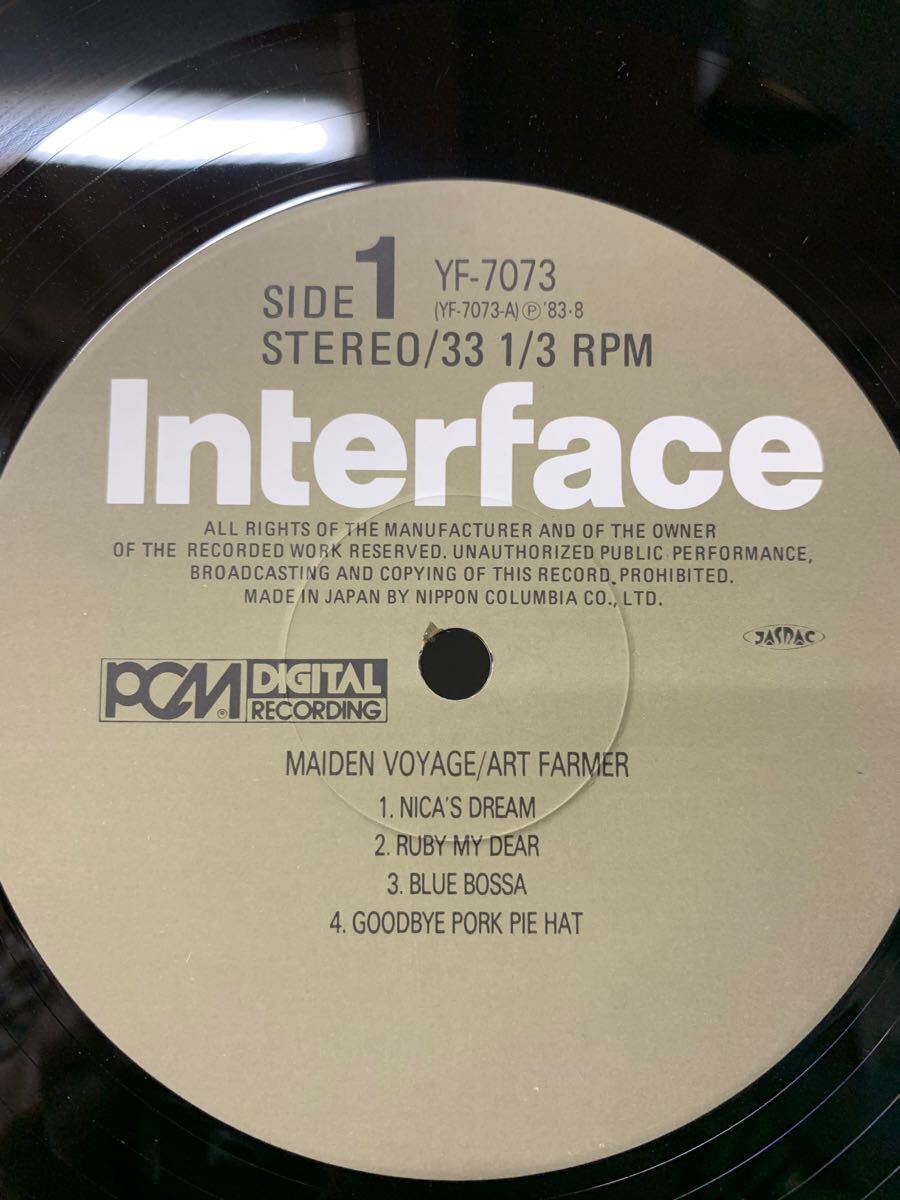 SIDE 1 YF-7073
(YF-7073-A) Ⓟ '83·8
STEREO/33 1/3 RPM
Interface
ALL RIGHTS OF THE MANUFACTURER AND OF THE OWNER
OF THE RECORDED WORK RESERVED. UNAUTHORIZED PUBLIC PERFORMANCE,
BROADCASTING AND COPYING OF THIS RECORD PROHIBITED.
MADE IN JAPAN BY NIPPON COLUMBIA CO., LTD.
JASRAC
PCM DIGITAL
RECORDING
MAIDEN VOYAGE/ART FARMER
1. NICA'S DREAM
2. RUBY MY DEAR
3. BLUE BOSSA
4. GOODBYE PORK PIE HAT